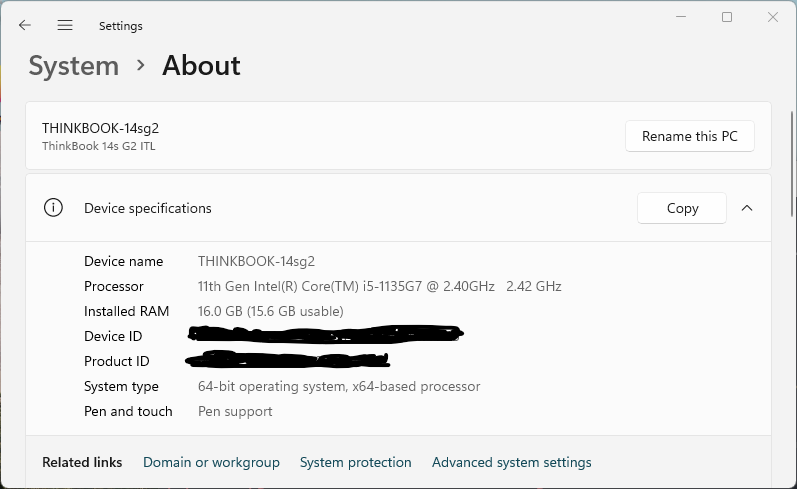 Settings
System > About
THINKBOOK-14sg2
ThinkBook 14s G2 ITL
Rename this PC
Device specifications
Copy
Device name THINKBOOK-14sg2
Processor 11th Gen Intel(R) Core(TM) i5-1135G7 @ 2.40GHz 2.42 GHz
Installed RAM 16.0 GB (15.6 GB usable)
Device ID
Product ID
System type 64-bit operating system, x64-based processor
Pen and touch Pen support
Related links Domain or workgroup System protection Advanced system settings